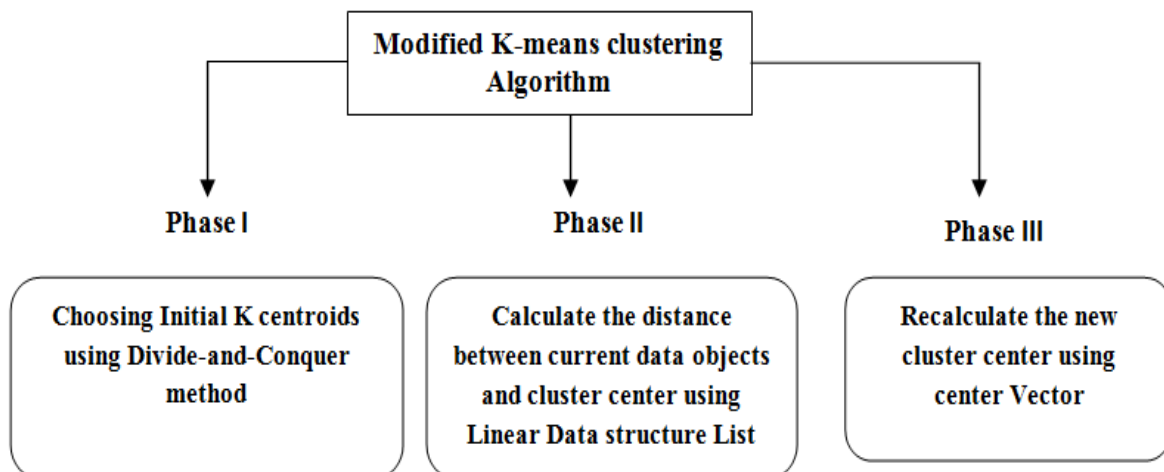 Modified K-means clustering
Algorithm
Phase I
Phase II
Phase III
Choosing Initial K centroids
using Divide-and-Conquer
method
Calculate the distance
between current data objects
and cluster center using
Linear Data structure List
Recalculate the new
cluster center using
center Vector